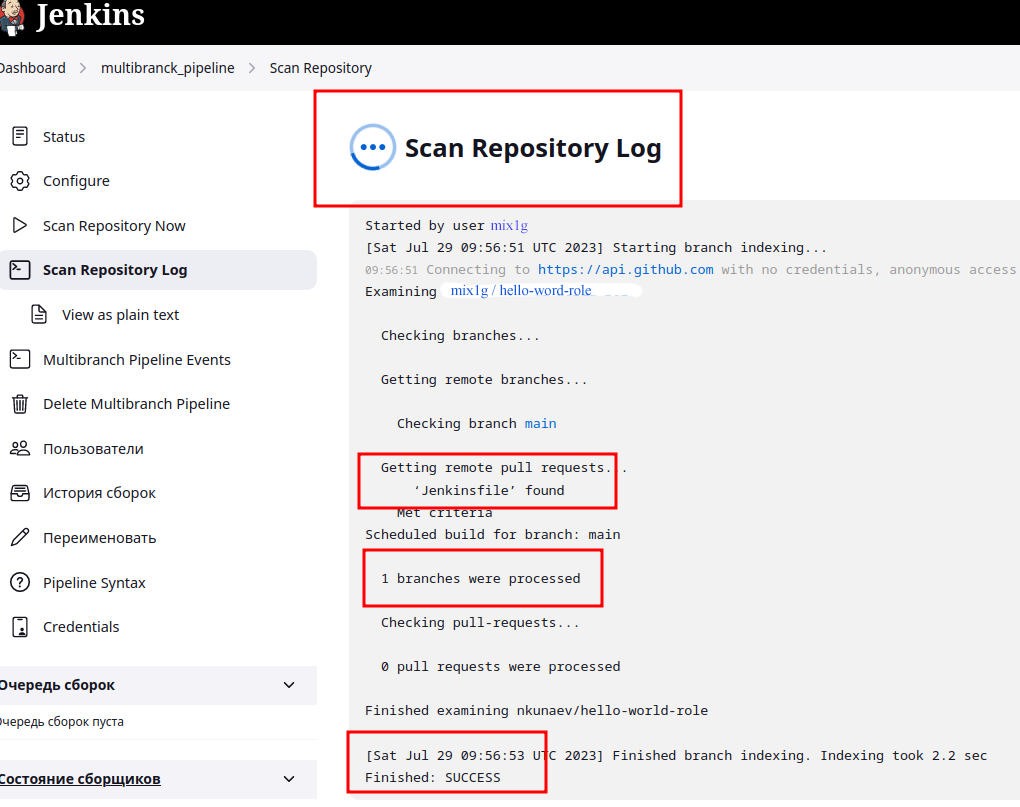 Jenkins
Dashboard > multibranck_pipeline > Scan Repository
Status
Configure
Scan Repository Now
Scan Repository Log
View as plain text
Multibranch Pipeline Events
Delete Multibranch Pipeline
Пользователи
История сборок
Переименовать
Pipeline Syntax
Credentials
Очередь сборок
Очередь сборок пуста
Состояние сборщиков
Scan Repository Log
Started by user mix1g
[Sat Jul 29 09:56:51 UTC 2023] Starting branch indexing...
09:56:51 Connecting to https://api.github.com with no credentials, anonymous access
Examining mix1g / hello-word-role
Checking branches...
Getting remote branches...
Checking branch main
Getting remote pull requests...
‘Jenkinsfile’ found
Met criteria
Scheduled build for branch: main
1 branches were processed
Checking pull-requests...
0 pull requests were processed
Finished examining nkunaev/hello-world-role
[Sat Jul 29 09:56:53 UTC 2023] Finished branch indexing. Indexing took 2.2 sec
Finished: SUCCESS